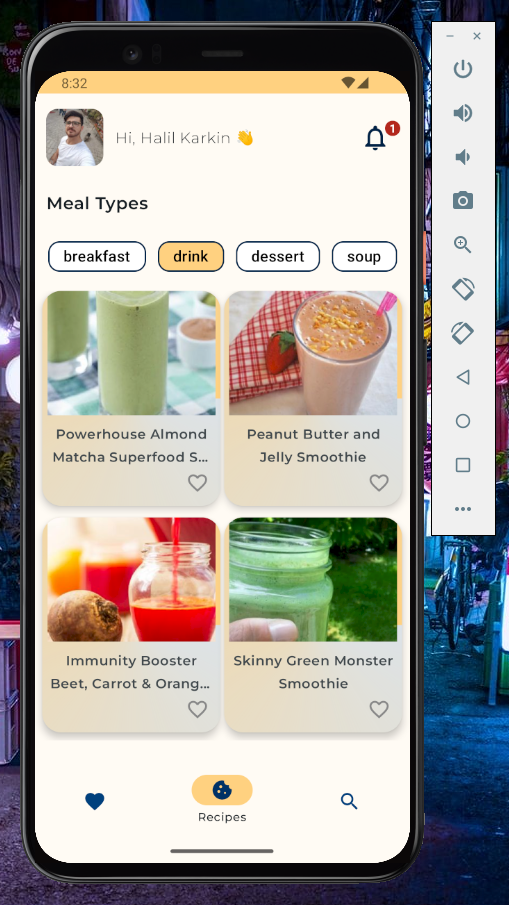 8:32
Hi, Halil Karkin 👋
1
Meal Types
breakfast drink dessert soup
Powerhouse Almond
Matcha Superfood S...
Peanut Butter and
Jelly Smoothie
Immunity Booster
Beet, Carrot & Orang...
Skinny Green Monster
Smoothie
Recipes